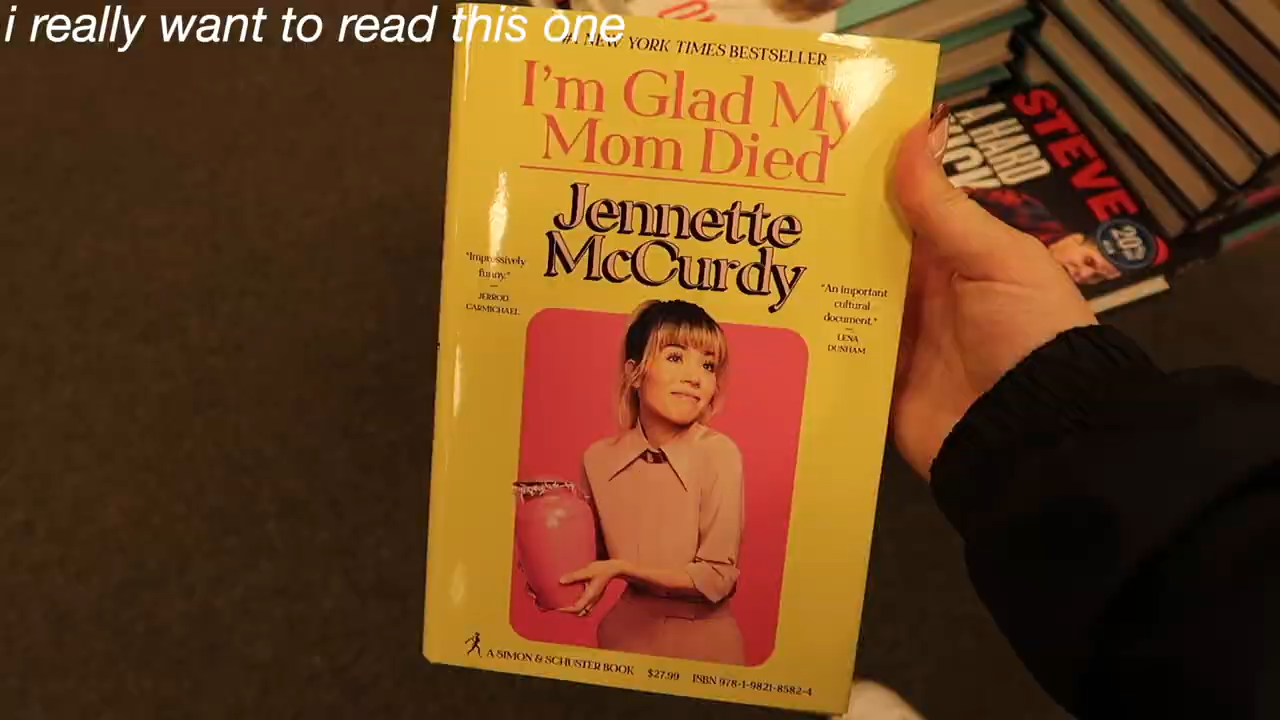 i really want to read this one
#1 NEW YORK TIMES BESTSELLER
I'm Glad My
Mom Died
Jennette
McCurdy
"Impressively
funny."
—
JERROD
CARMICHAEL
"An important
cultural
document."
—
LENA
DUNHAM
A SIMON & SCHUSTER BOOK $27.99 ISBN 978-1-9821-8582-4
STEVE
A HARD
20%